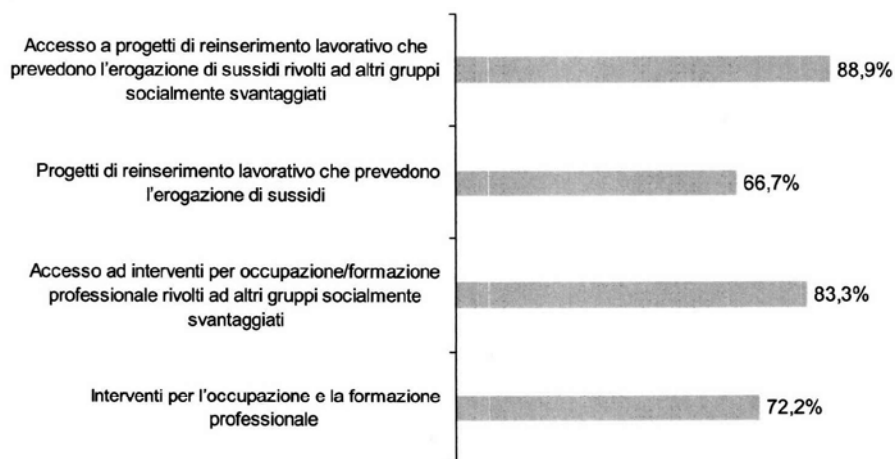 Accesso a progetti di reinserimento lavorativo che
prevedono l'erogazione di sussidi rivolti ad altri gruppi
socialmente svantaggiati
88,9%
Progetti di reinserimento lavorativo che prevedono
l'erogazione di sussidi
66,7%
Accesso ad interventi per occupazione/formazione
professionale rivolti ad altri gruppi socialmente
svantaggiati
83,3%
Interventi per l'occupazione e la formazione
professionale
72,2%